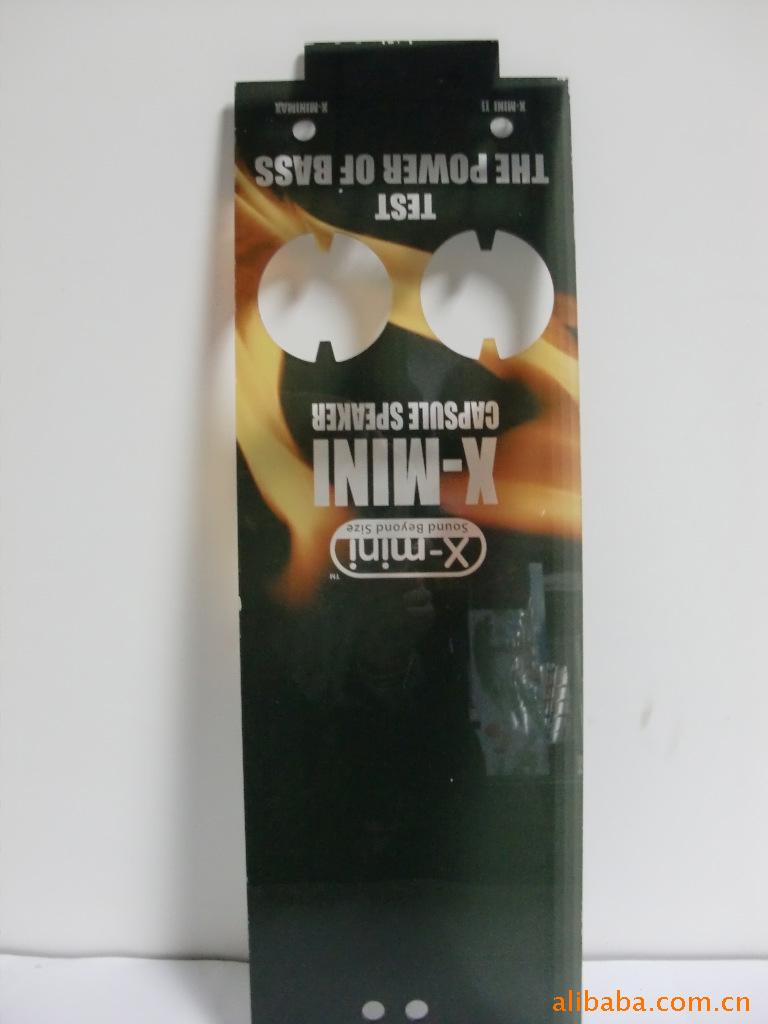 X-mini
™
Sound Beyond Size
X-MINI
CAPSULE SPEAKER
TEST
THE POWER OF BASS
X-MINI II X-MINIMAX
alibaba.com.cn